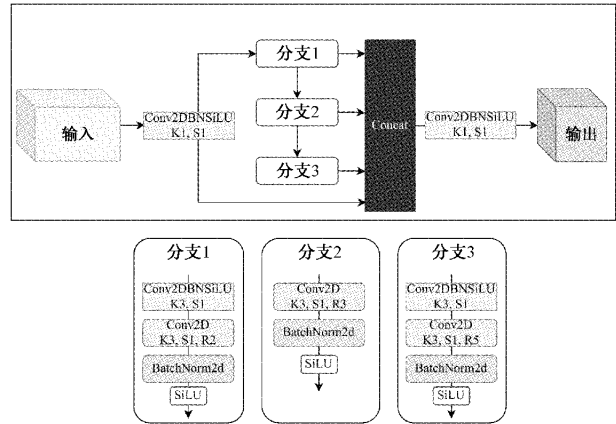 分支1
Conv2DBNSiLU
K1, S1
输入
分支2
Concat
Conv2DBNSiLU
K1, S1
输出
分支3
分支1
Conv2DBNSiLU
K3, S1
Conv2D
K3, S1, R2
BatchNorm2d
SiLU
分支2
Conv2D
K3, S1, R3
BatchNorm2d
SiLU
分支3
Conv2DBNSiLU
K3, S1
Conv2D
K3, S1, R5
BatchNorm2d
SiLU